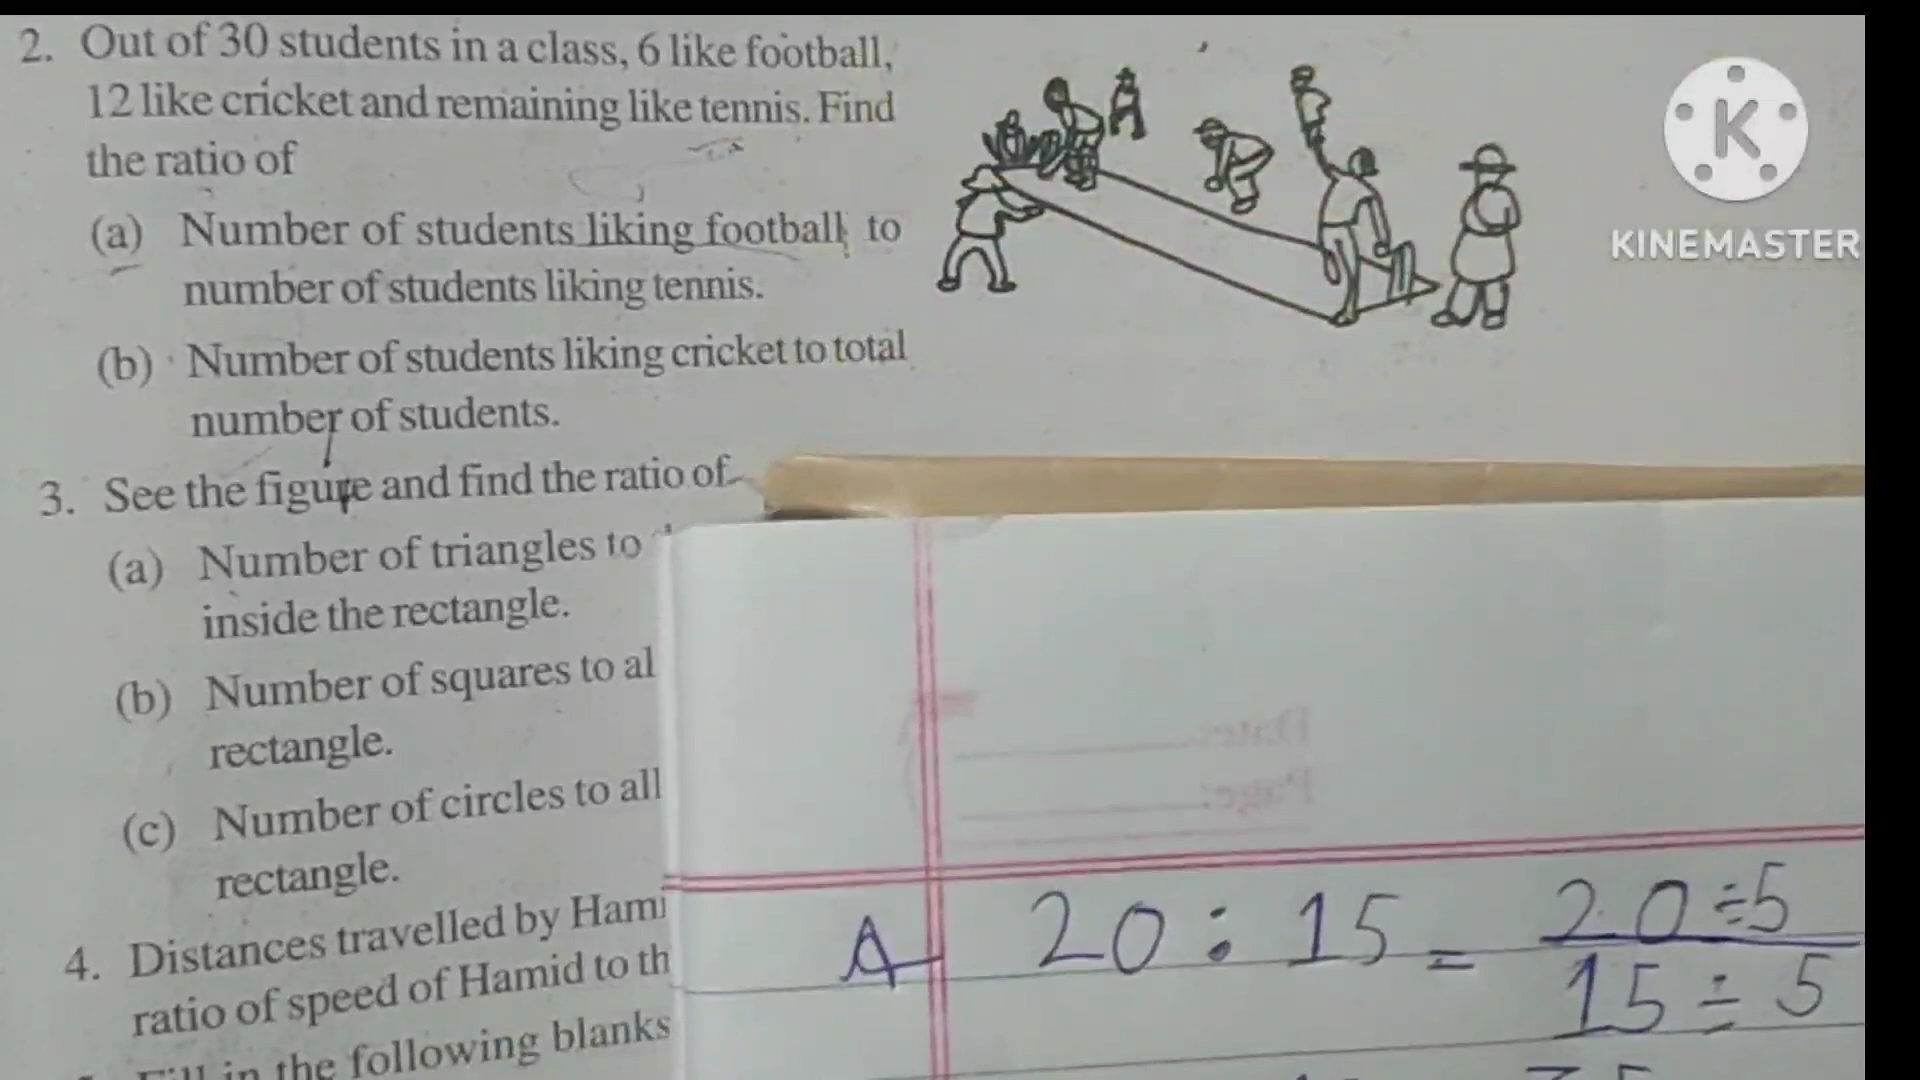 2. Out of 30 students in a class, 6 like football,
12 like cricket and remaining like tennis. Find
the ratio of
(a) Number of students liking football to
number of students liking tennis.
(b) Number of students liking cricket to total
number of students.
3. See the figure and find the ratio of
(a) Number of triangles to
inside the rectangle.
(b) Number of squares to al
rectangle.
(c) Number of circles to all
rectangle.
4. Distances travelled by Hami
ratio of speed of Hamid to th
Fill in the following blanks
K
KINEMASTER
Date:
Page:
A 20 : 15 = 20 ÷ 5
15 ÷ 5